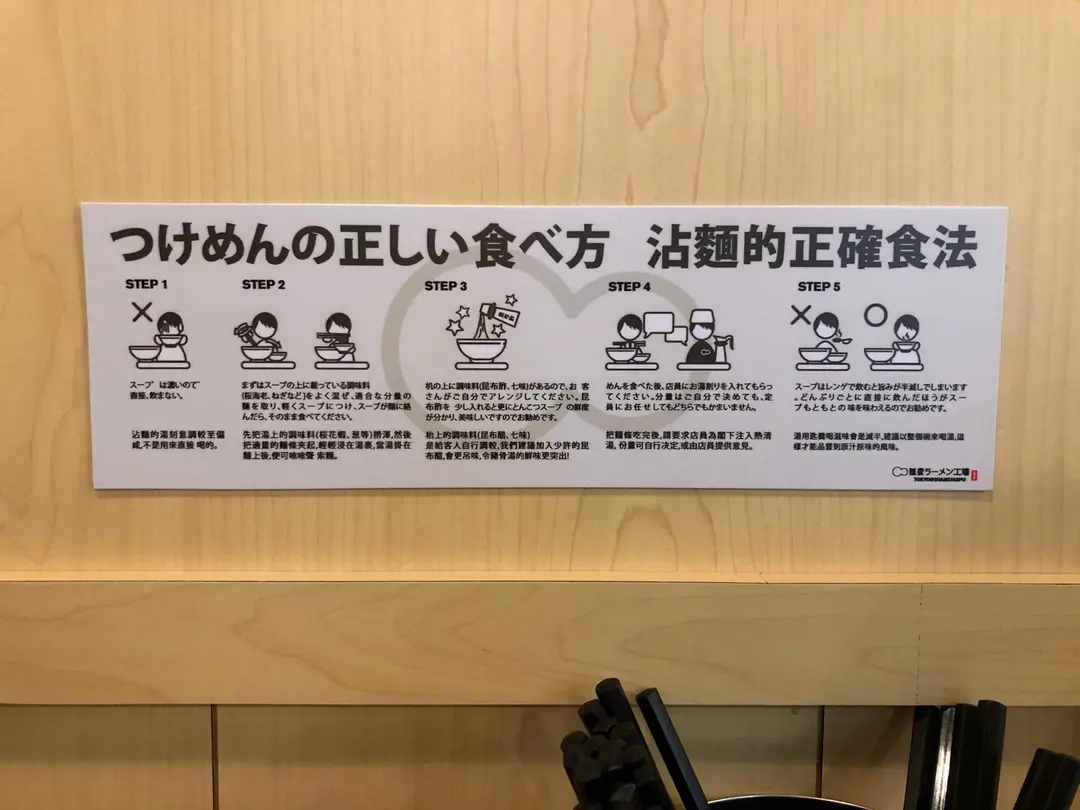 つけめんの正しい食べ方 沾麵的正確食法
STEP 1
スープ は濃いので
直接、飲まない。
沾麵的湯刻意調較至偏
咸,不是用來直接 喝的。
STEP 2
まずはスープの上に載っている調味料
(桜海老、ねぎなど)をよく混ぜ、適合な分量の
麺を取り、軽くスープにつけ、スープが麺に絡
んだら、そのまま食べてください。
先把湯上的調味料(桜花蝦、葱等)撈渾,然後
把適量的麵條夾起,輕輕浸在湯裹,當湯掛在
麵上後,便可啉啉聲 索麵。
STEP 3
机の上に調味料(昆布酢、七味)があるので、お 客
さんがご自分でアレンジしてください。昆
布酢を 少し入れると更にとんこつスープ の鮮度
が分かり、美味しいですのでお勧めです。
枱上的調味料(昆布醋、七味)
是給客人自行調較,我們建議加入少許的昆
布醋,會更吊味,令豬骨湯的鮮味更突出!
STEP 4
めんを食べた後、店員にお湯割りを入れてもらっ
てください。分量はご自分で決めても、定
員にお任せしてもどちらでもかまいません。
把麵條吃完後,請要求店員為閣下注入熱清
湯, 份量可自行決定,或由店員提供意見。
STEP 5
スープはレンゲで飲むと旨みが半減してしまいます
。どんぶりごとに直接に飲んだほうがスー
プもともとの 味を味わえるのでお勧めです。
湯用匙羹喝滋味會是減半,建議以整個碗來喝湯,這
樣才能品嘗到原汁原味的風味。
ラーメン工場